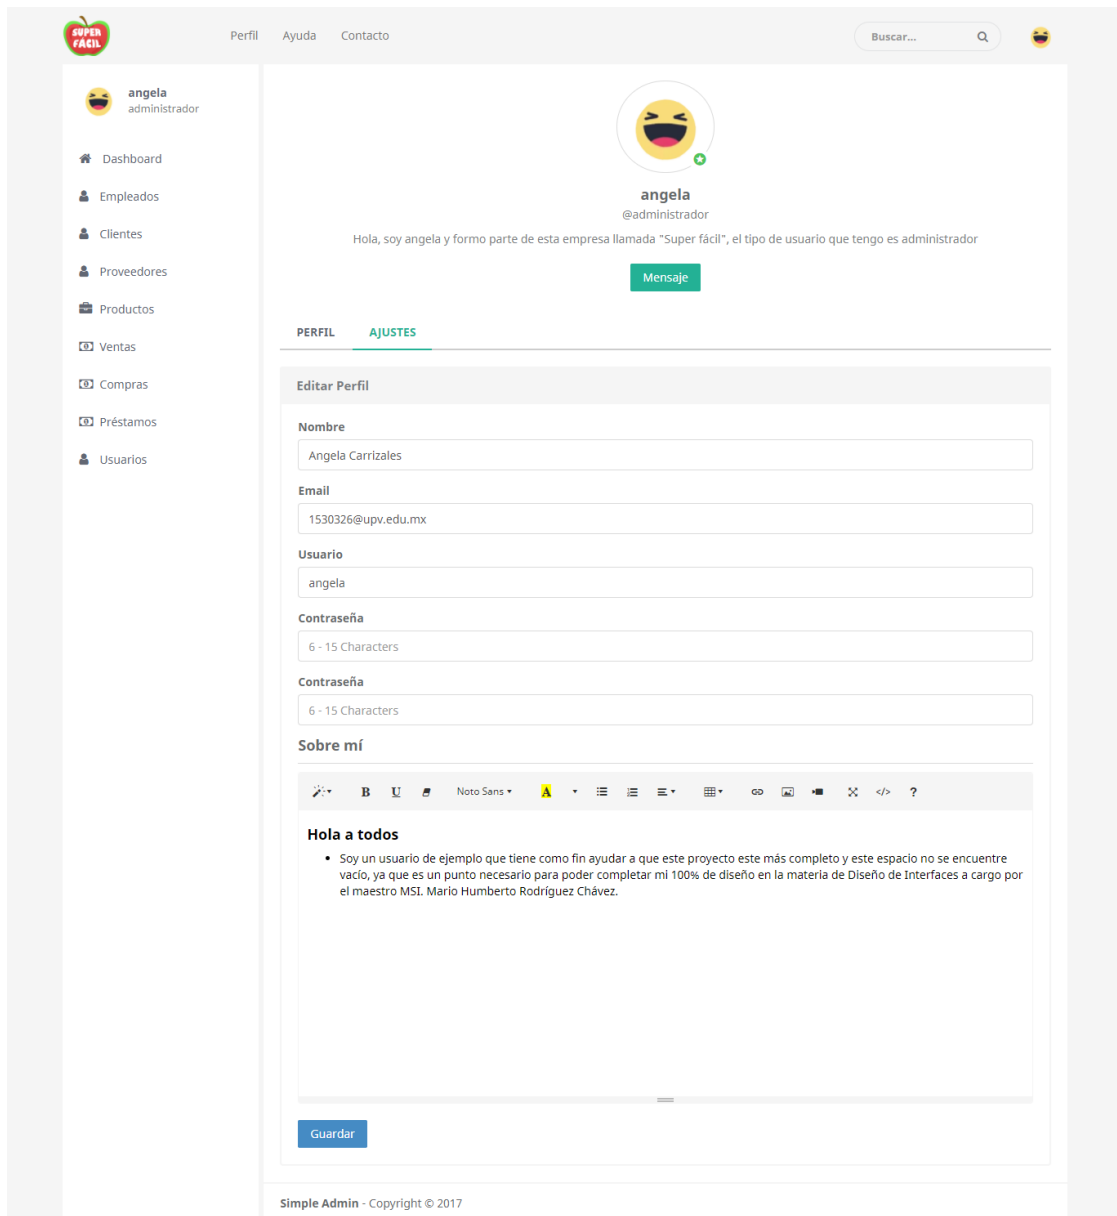 SUPER
FÁCIL
Perfil Ayuda Contacto
Buscar...
angela
administrador
Dashboard
Empleados
Clientes
Proveedores
Productos
Ventas
Compras
Préstamos
Usuarios
angela
@administrador
Hola, soy angela y formo parte de esta empresa llamada "Super fácil", el tipo de usuario que tengo es administrador
Mensaje
PERFIL AJUSTES
Editar Perfil
Nombre
Angela Carrizales
Email
1530326@upv.edu.mx
Usuario
angela
Contraseña
6 - 15 Characters
Contraseña
6 - 15 Characters
Sobre mí
B U Noto Sans A </> ?
Hola a todos
• Soy un usuario de ejemplo que tiene como fin ayudar a que este proyecto este más completo y este espacio no se encuentre
vacío, ya que es un punto necesario para poder completar mi 100% de diseño en la materia de Diseño de Interfaces a cargo por
el maestro MSI. Mario Humberto Rodríguez Chávez.
Guardar
Simple Admin - Copyright © 2017